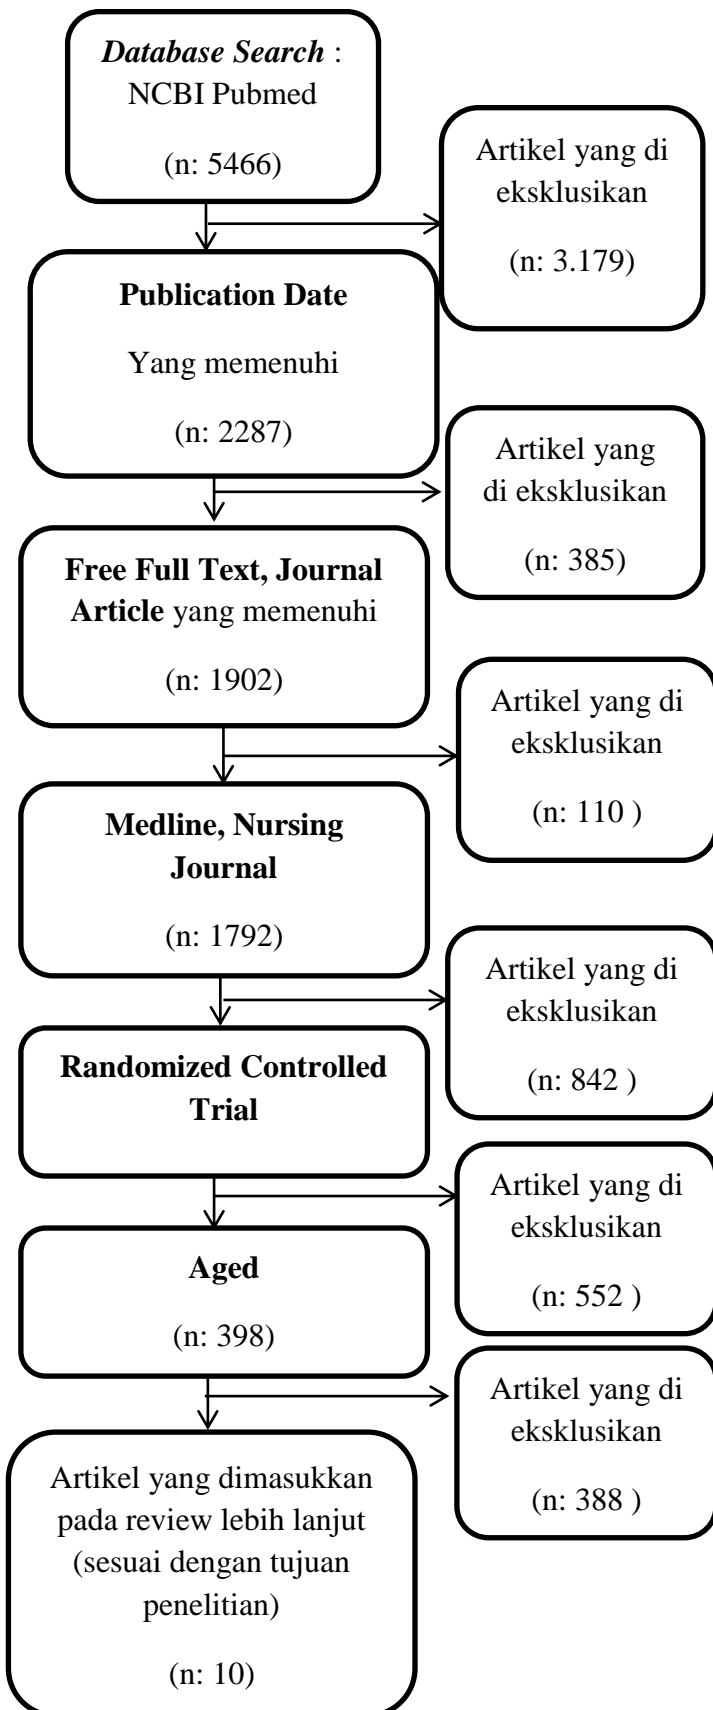 Database Search :
NCBI Pubmed
(n: 5466)
Artikel yang di
eksklusikan
(n: 3.179)
Publication Date
Yang memenuhi
(n: 2287)
Artikel yang
di eksklusikan
(n: 385)
Free Full Text, Journal
Article yang memenuhi
(n: 1902)
Artikel yang di
eksklusikan
(n: 110 )
Medline, Nursing
Journal
(n: 1792)
Artikel yang di
eksklusikan
(n: 842 )
Randomized Controlled
Trial
Artikel yang di
eksklusikan
(n: 552 )
Aged
(n: 398)
Artikel yang di
eksklusikan
(n: 388 )
Artikel yang dimasukkan
pada review lebih lanjut
(sesuai dengan tujuan
penelitian)
(n: 10)